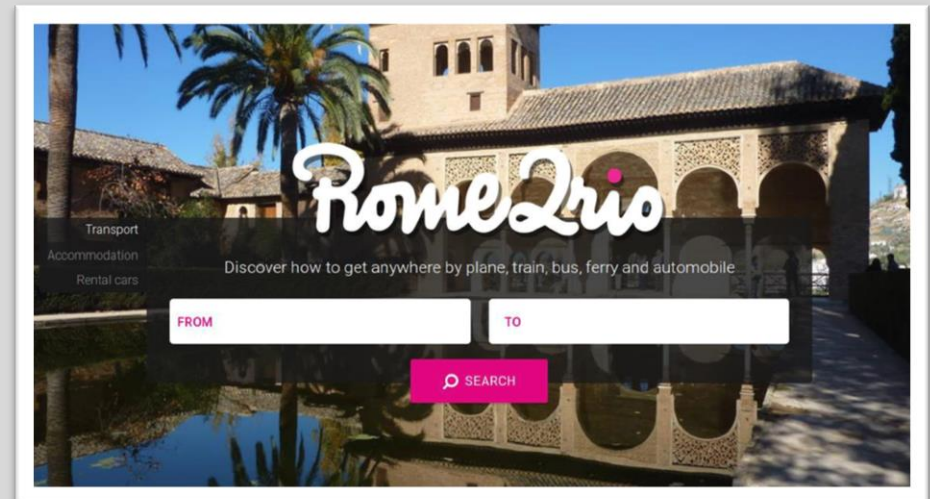 Rome2rio
Transport
Accommodation
Rental cars
Discover how to get anywhere by plane, train, bus, ferry and automobile
FROM
TO
SEARCH